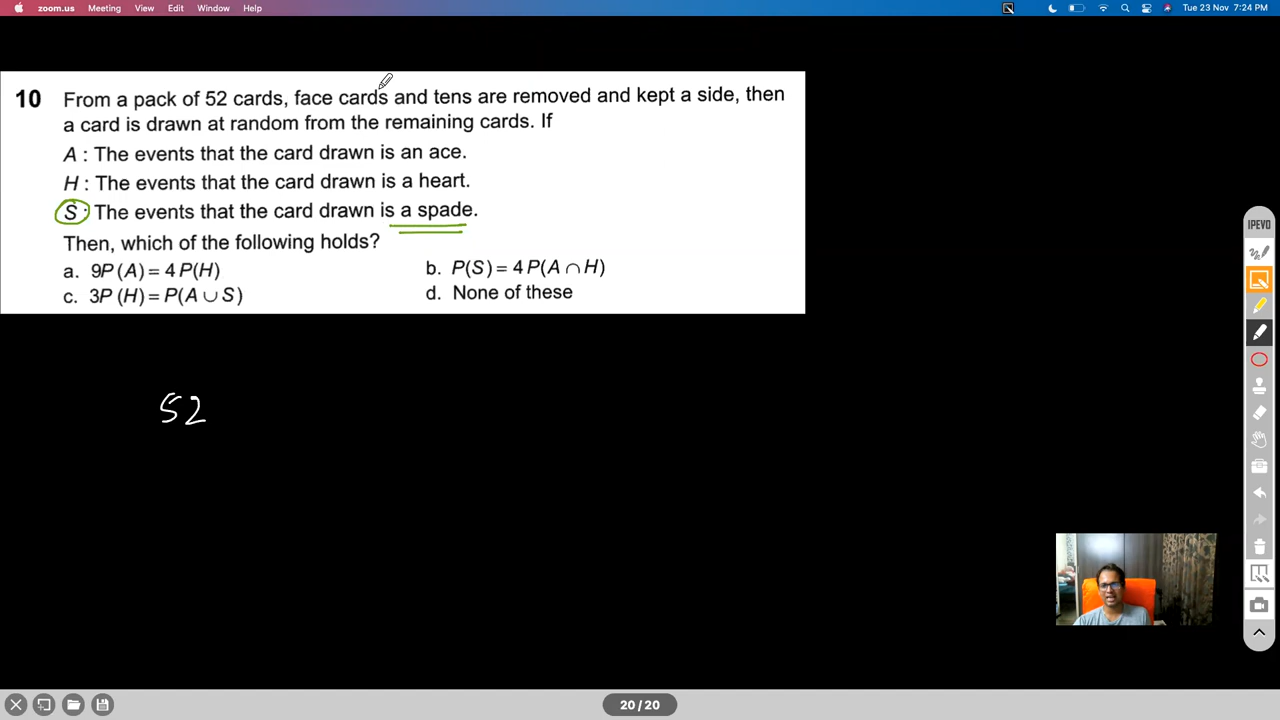 zoom.us Meeting View Edit Window Help Tue 23 Nov 7:24 PM
10 From a pack of 52 cards, face cards and tens are removed and kept a side, then
a card is drawn at random from the remaining cards. If
A : The events that the card drawn is an ace.
H : The events that the card drawn is a heart.
S : The events that the card drawn is a spade.
Then, which of the following holds?
a. 9P (A) = 4 P(H) b. P(S) = 4 P(A ∩ H)
c. 3P (H) = P(A ∪ S) d. None of these
52
IPEVO
20 / 20